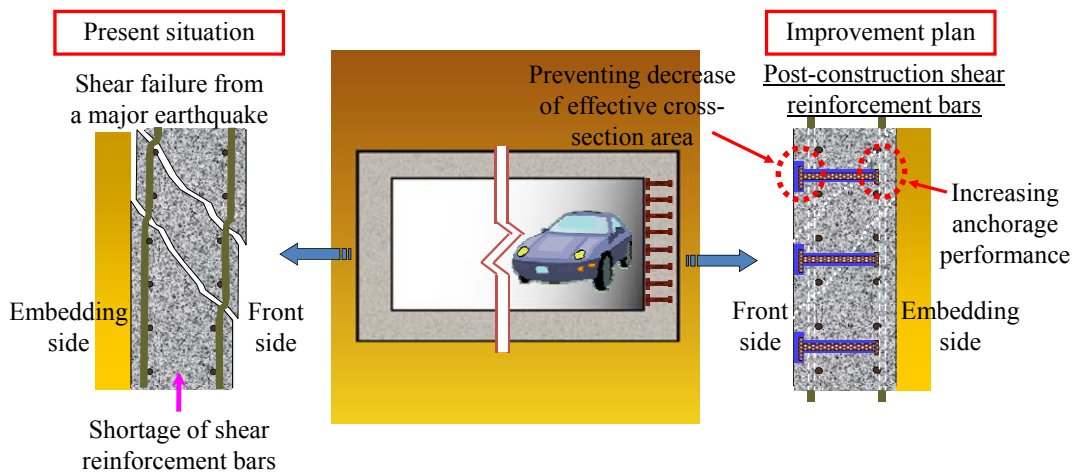 Present situation
Shear failure from
a major earthquake
Embedding
side
Front
side
Shortage of shear
reinforcement bars
Preventing decrease
of effective cross-
section area
Improvement plan
Post-construction shear
reinforcement bars
Increasing
anchorage
performance
Front
side
Embedding
side